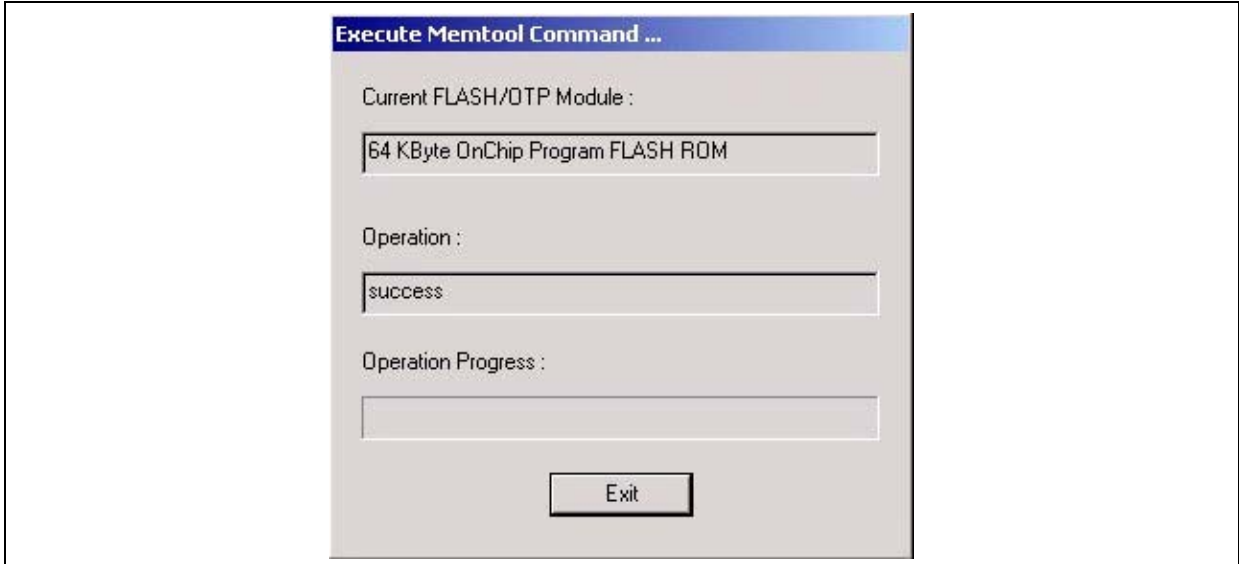 Execute Memtool Command ...
Current FLASH/OTP Module :
64 KByte OnChip Program FLASH ROM
Operation :
success
Operation Progress :
Exit